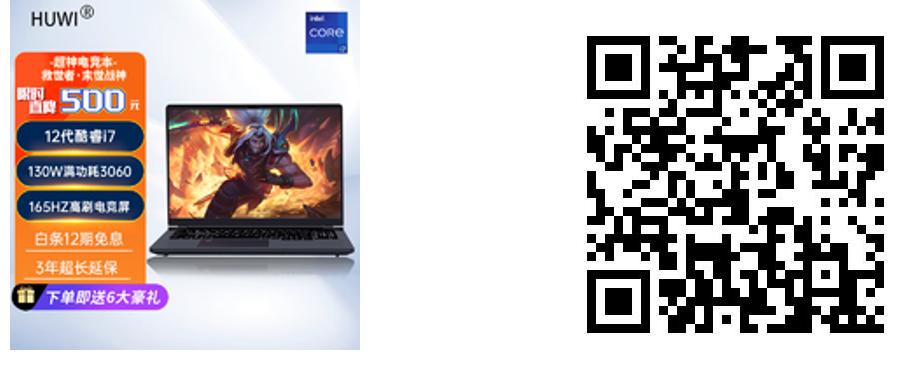 HUWI®
intel
CORE
i7
-超神电竞本-
救世者·末世战神
限时
直降 500 元
12代酷睿i7
130W满功耗3060
165HZ高刷电竞屏
白条12期免息
3年超长延保
下单即送6大豪礼